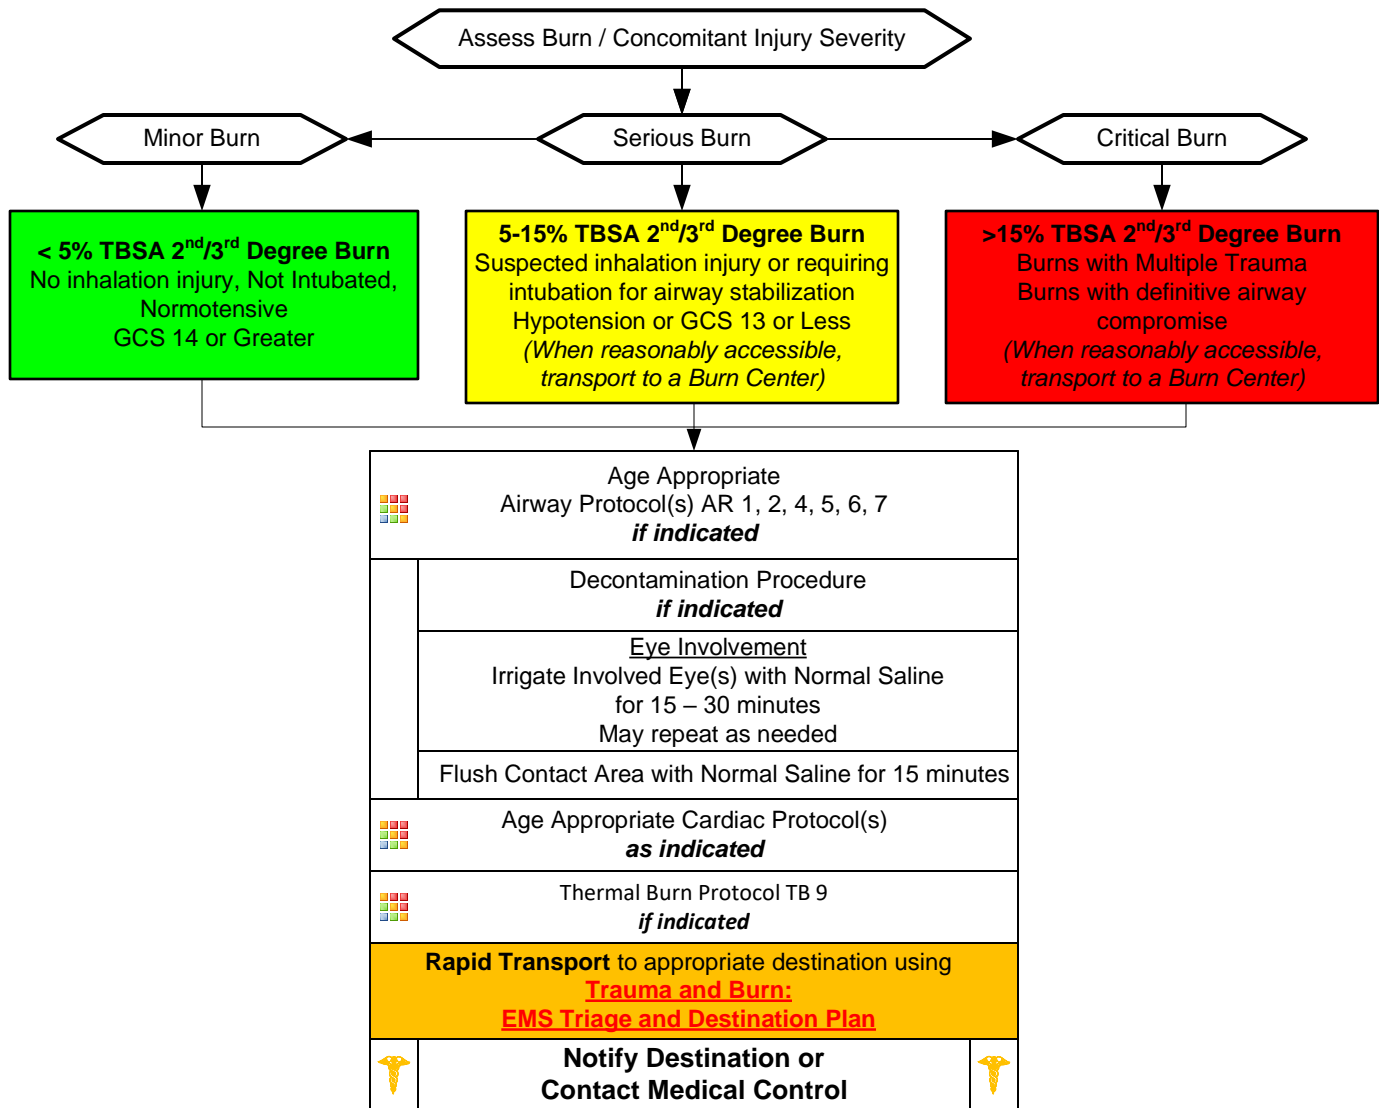 Assess Burn / Concomitant Injury Severity
Minor Burn
Serious Burn
Critical Burn
< 5% TBSA 2nd/3rd Degree Burn
No inhalation injury, Not Intubated,
Normotensive
GCS 14 or Greater
5-15% TBSA 2nd/3rd Degree Burn
Suspected inhalation injury or requiring
intubation for airway stabilization
Hypotension or GCS 13 or Less
(When reasonably accessible,
transport to a Burn Center)
>15% TBSA 2nd/3rd Degree Burn
Burns with Multiple Trauma
Burns with definitive airway
compromise
(When reasonably accessible,
transport to a Burn Center)
Age Appropriate
Airway Protocol(s) AR 1, 2, 4, 5, 6, 7
if indicated
Decontamination Procedure
if indicated
Eye Involvement
Irrigate Involved Eye(s) with Normal Saline
for 15 – 30 minutes
May repeat as needed
Flush Contact Area with Normal Saline for 15 minutes
Age Appropriate Cardiac Protocol(s)
as indicated
Thermal Burn Protocol TB 9
if indicated
Rapid Transport to appropriate destination using
Trauma and Burn:
EMS Triage and Destination Plan
Notify Destination or
Contact Medical Control